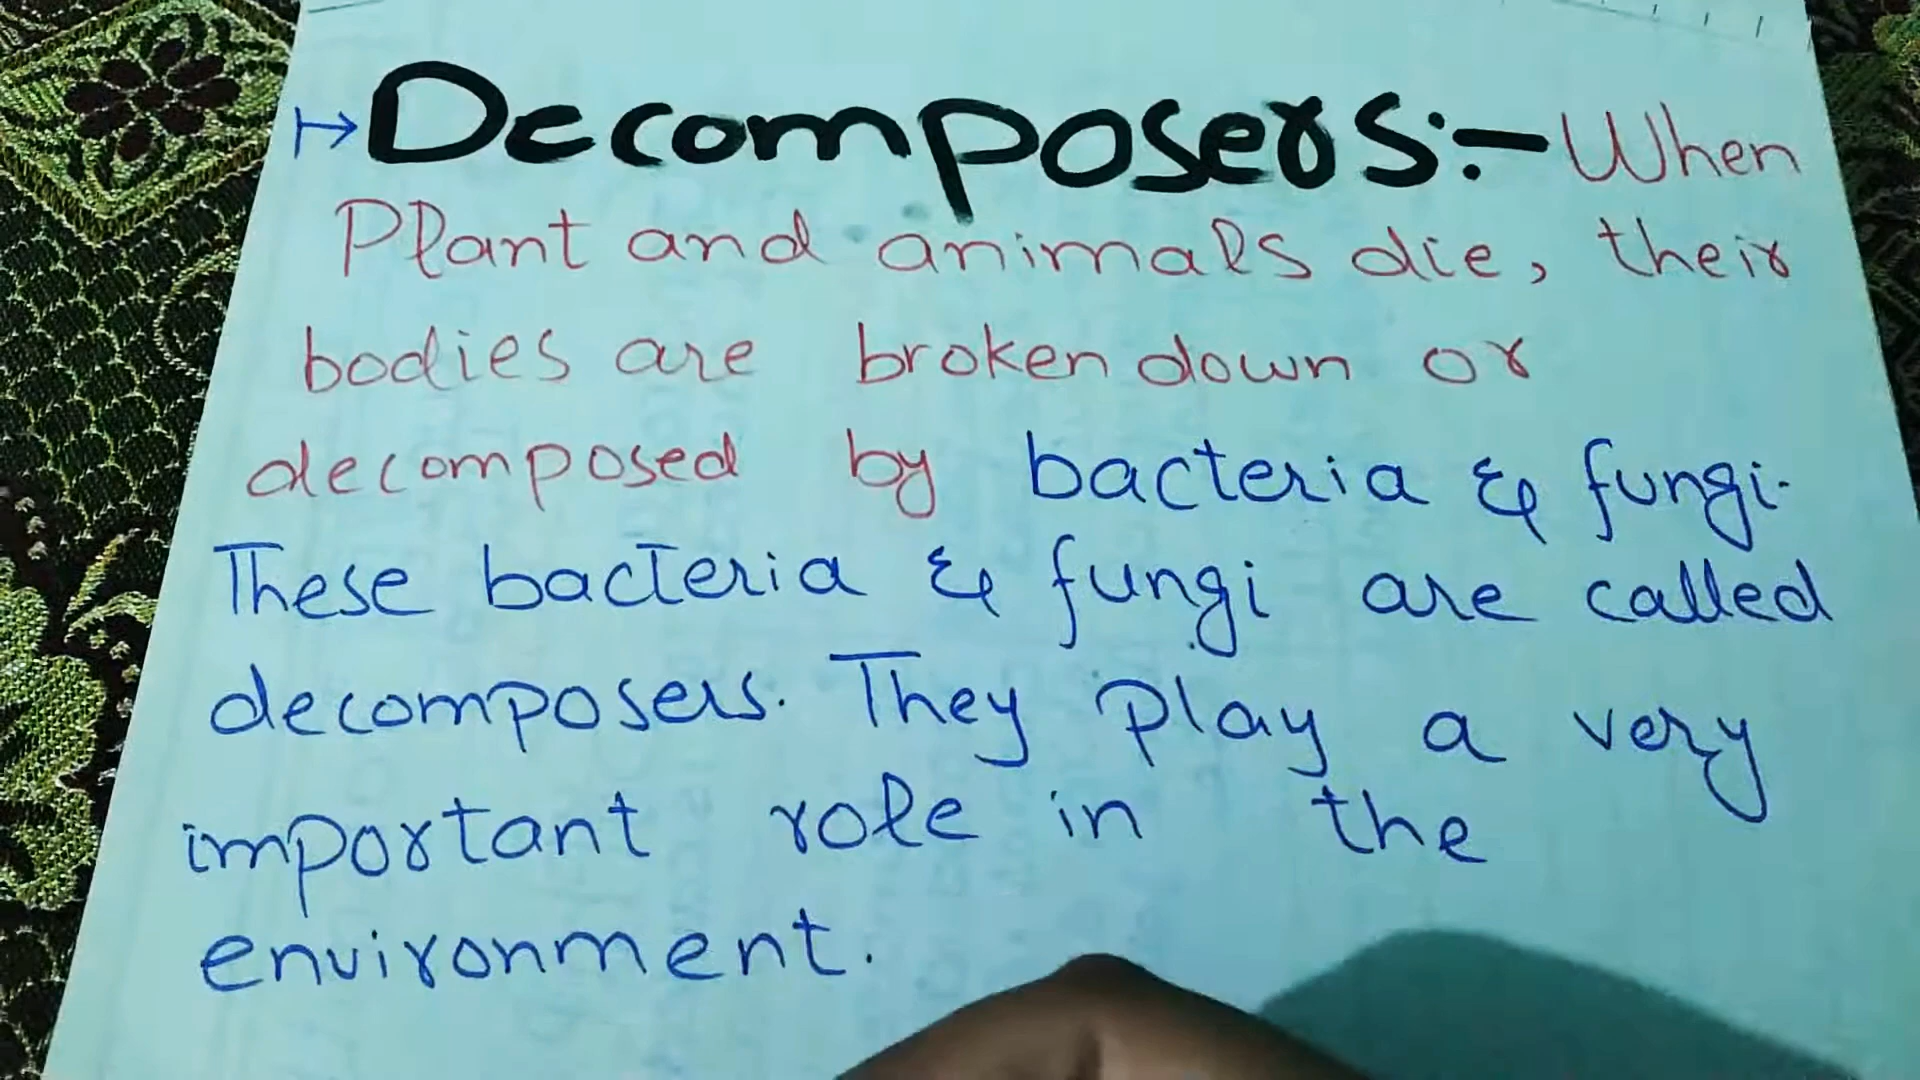 ↦Decomposers:- When
Plant and animals die, their
bodies are broken down or
decomposed by bacteria & fungi.
These bacteria & fungi are called
decomposers. They play a very
important role in the
environment.